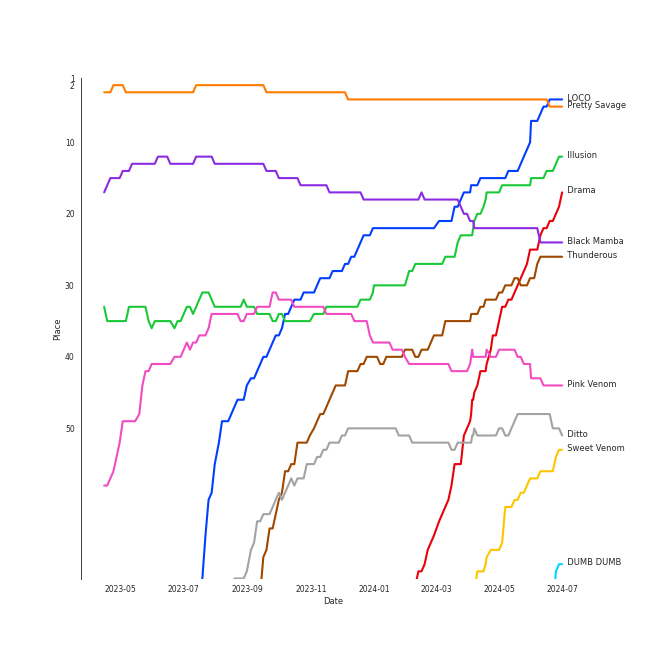 1
2
10
20
30
40
50
Place
LOCO
Pretty Savage
Illusion
Drama
Black Mamba
Thunderous
Pink Venom
Ditto
Sweet Venom
DUMB DUMB
2023-05 2023-07 2023-09 2023-11 2024-01 2024-03 2024-05 2024-07
Date